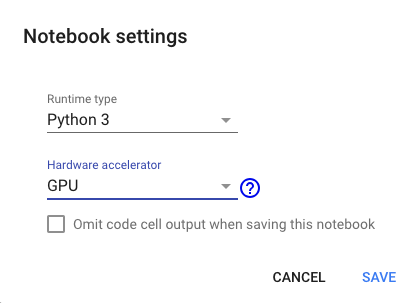 Notebook settings
Runtime type
Python 3
Hardware accelerator
GPU
?
Omit code cell output when saving this notebook
CANCEL SAVE